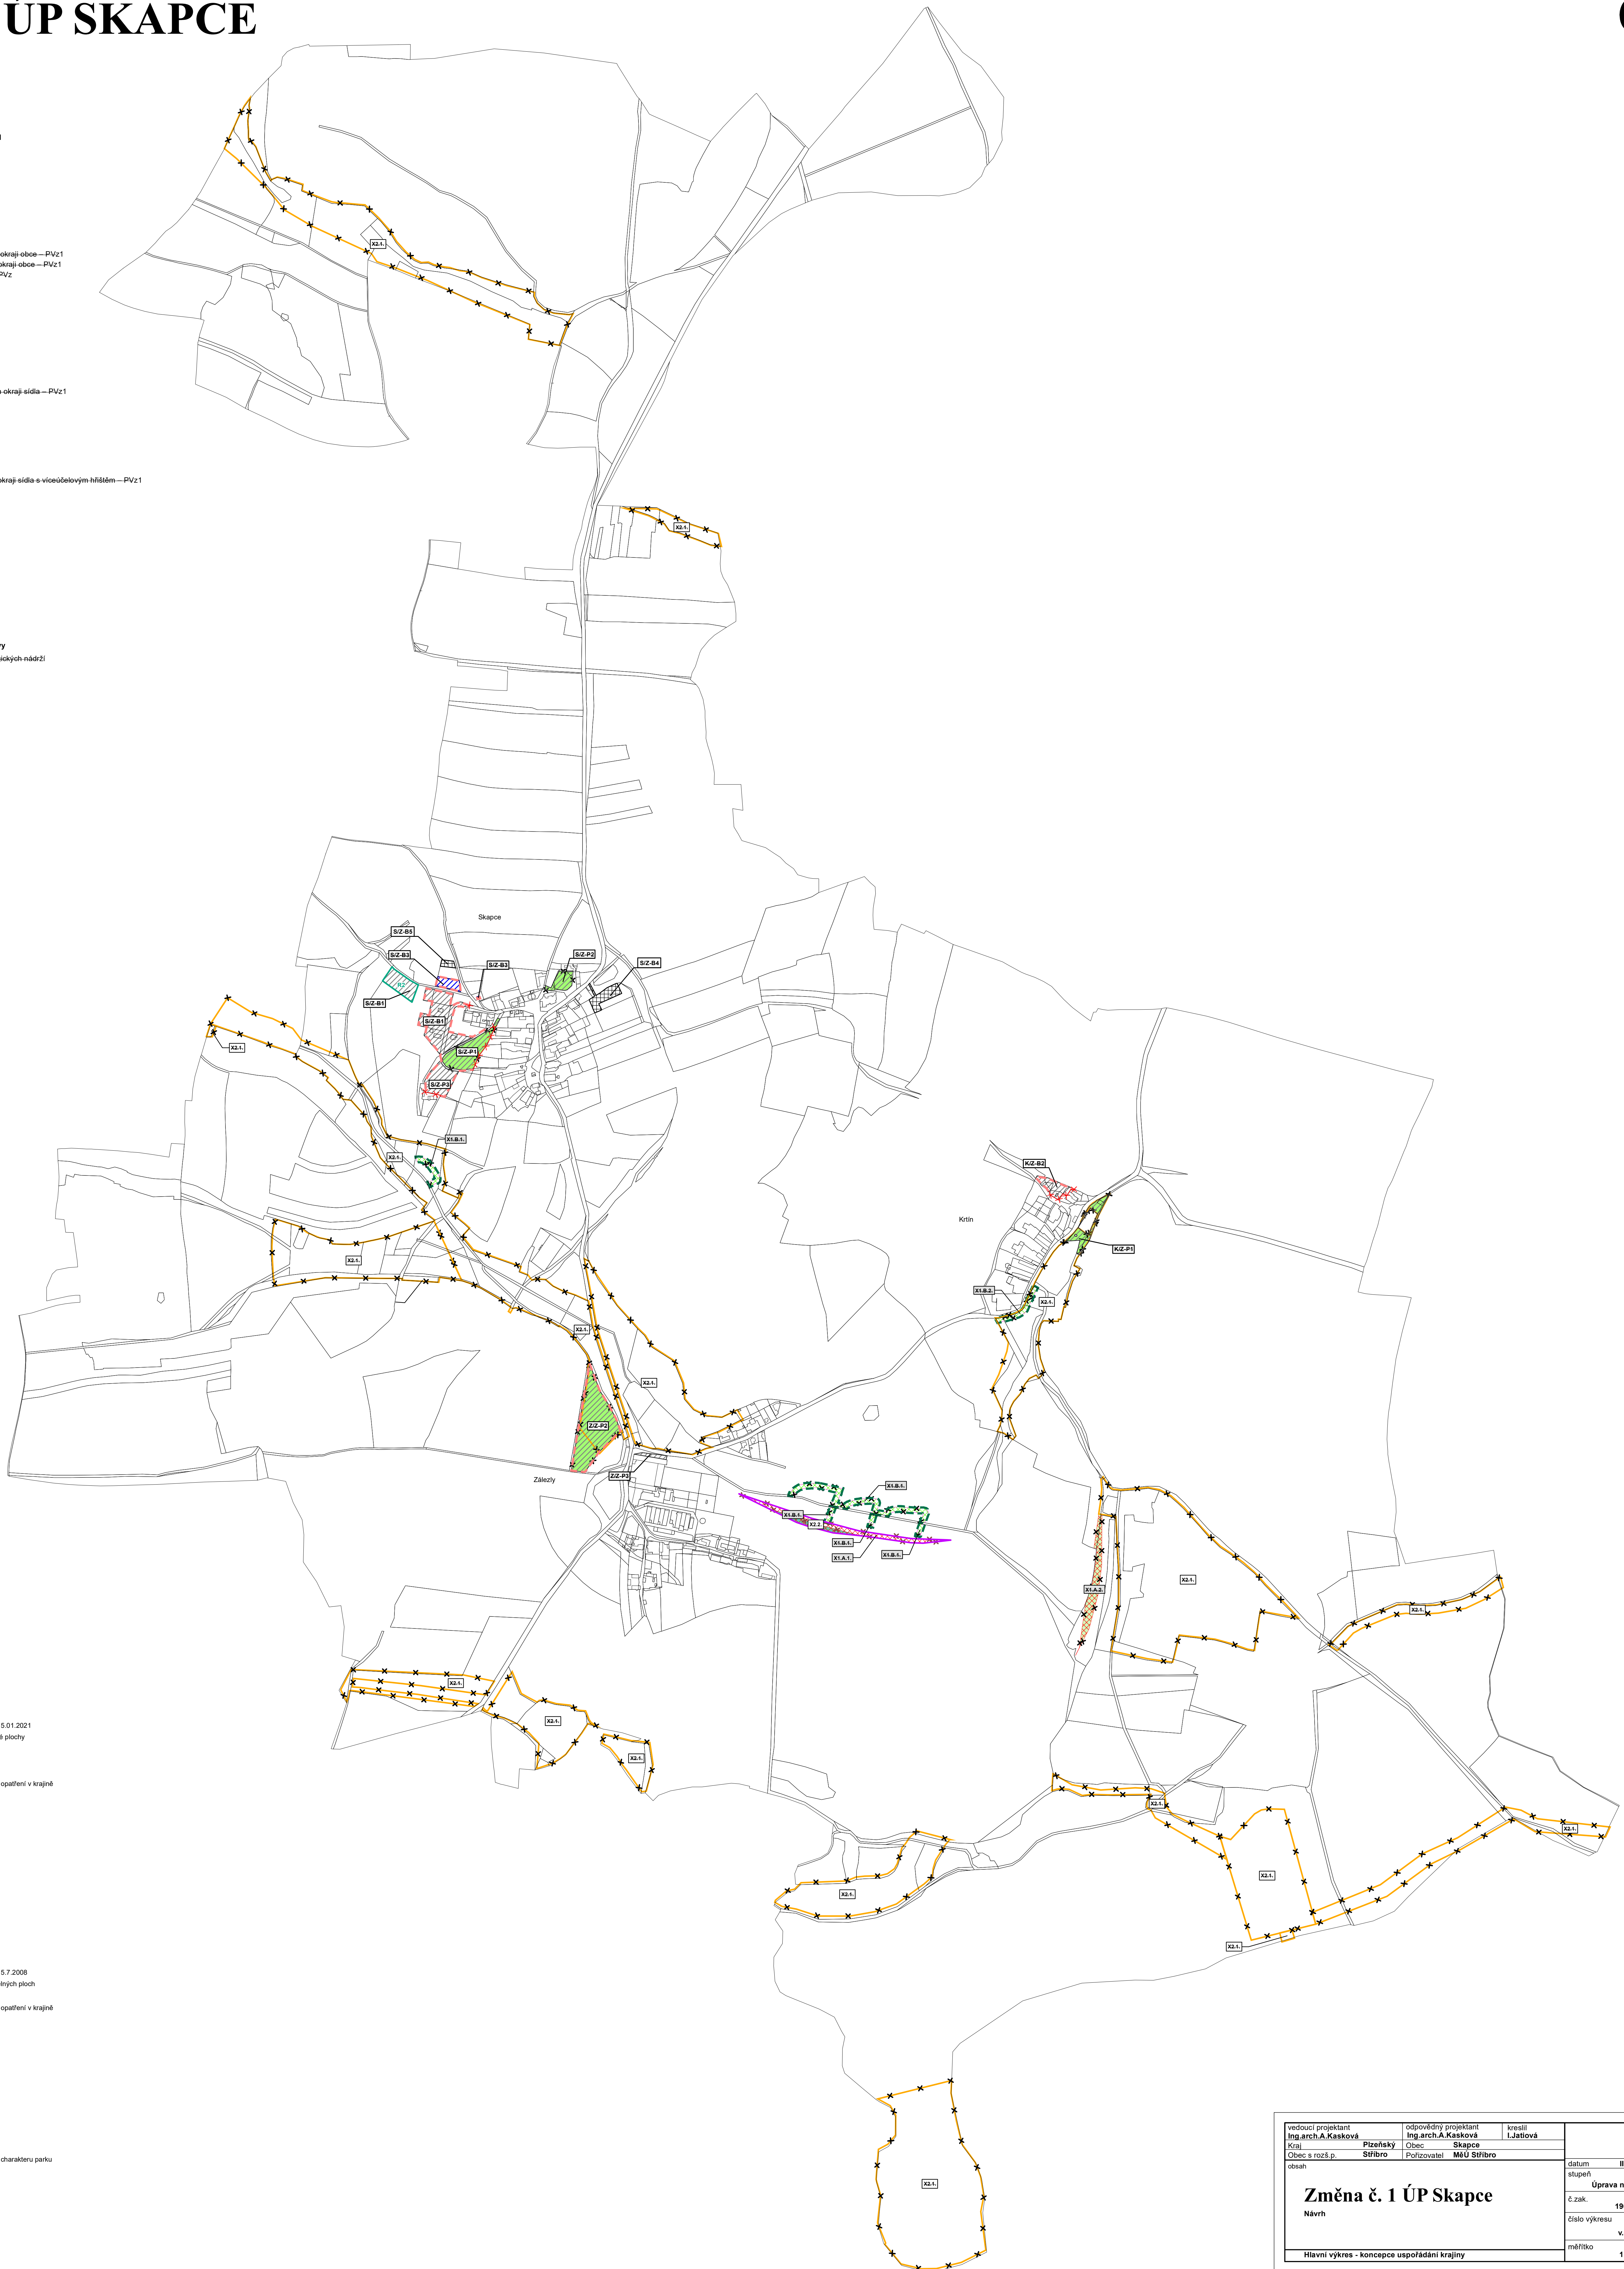 ÚP SKAPCE
okraji obce – PVz1
okraji obce – PVz1
PVz
okraji sídla – PVz1
okraji sídla s víceúčelovým hřištěm – PVz1
ických nádrží
X2.1.
X2.1.
Skapce
S/Z-B5
S/Z-B3
S/Z-B3
S/Z-P2
S/Z-B4
S/Z-B1
S/Z-B1
S/Z-P1
S/Z-P3
X2.1.
X1.B.1.
X2.1.
K/Z-B2
Krtín
K/Z-P1
X2.1.
X1.B.2.
X2.1.
X2.1.
X2.1.
Z/Z-P2
Z/Z-P3
Zálezly
X1.B.1.
X1.B.1.
X2.2.
X1.B.1.
X1.B.1.
X1.A.1.
X2.1.
X1.A.2.
X2.1.
X2.1.
X2.1.
X2.1.
5.01.2021
é plochy
opatření v krajině
X2.1.
X2.1.
X2.1.
X2.1.
X2.1.
5.7.2008
lných ploch
opatření v krajině
charakteru parku
X2.1.
vedoucí projektant
Ing.arch.A.Kasková
odpovědný projektant
Ing.arch.A.Kasková
kreslil
I.Jatiová
Kraj Plzeňský Obec Skapce
Obec s rozš.p. Stříbro Pořizovatel MěÚ Stříbro
obsah
Změna č. 1 ÚP Skapce
Návrh
Hlavní výkres - koncepce uspořádání krajiny
datum
stupeň
Úprava n
č.zak.
číslo výkresu
v.
měřítko